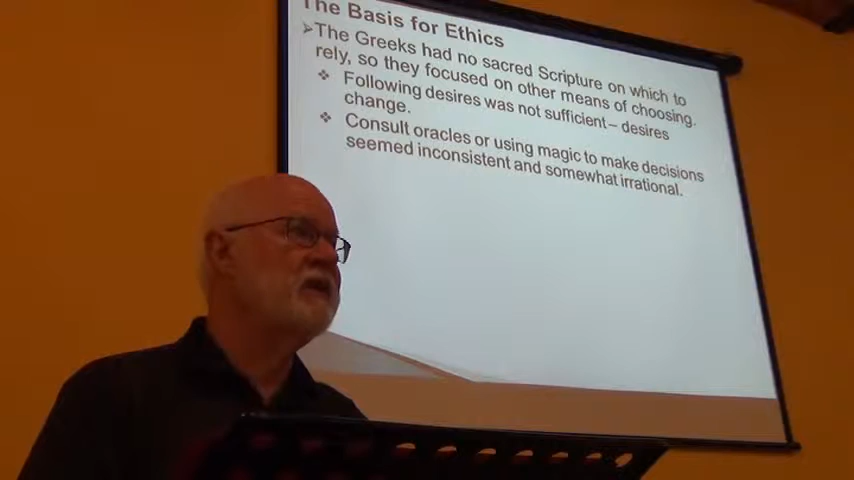 The Basis for Ethics
➢The Greeks had no sacred Scripture on which to
rely, so they focused on other means of choosing.
❖ Following desires was not sufficient – desires
change.
❖ Consult oracles or using magic to make decisions
seemed inconsistent and somewhat irrational.